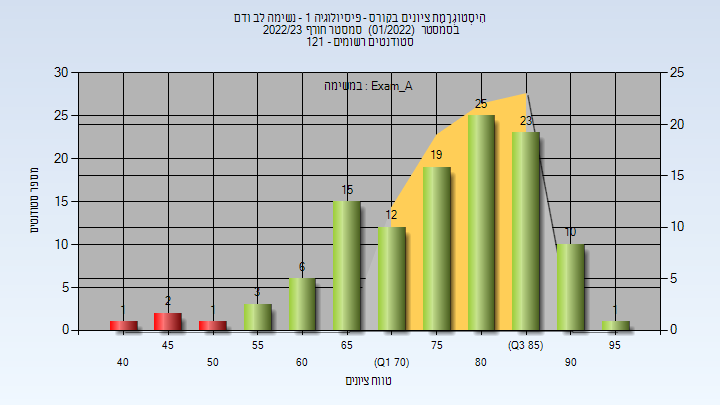 היסטוגרמת ציונים בקורס - פיסיולוגיה 1 - נשימה לב ודם
בסמסטר (01/2022) סמסטר חורף 2022/23
סטודנטים רשומים - 121
במשימה : Exam_A
מספר סטודנטים
30 25 20 15 10 5 0
25 20 15 10 5 0
1 2 1 3 6 15 12 19 25 23 10 1
40 45 50 55 60 65 (Q1 70) 75 80 (Q3 85) 90 95
טווח ציונים